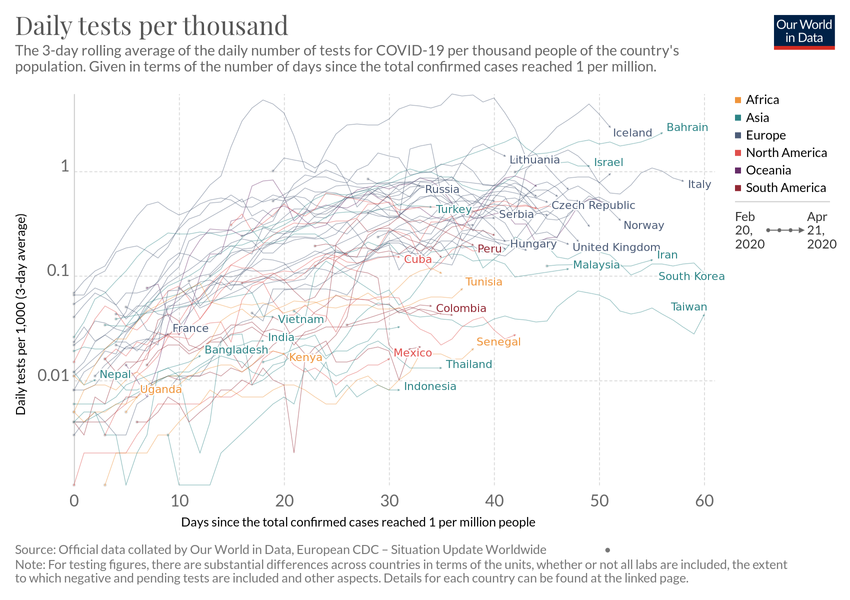 Daily tests per thousand
Our World
in Data
The 3-day rolling average of the daily number of tests for COVID-19 per thousand people of the country's
population. Given in terms of the number of days since the total confirmed cases reached 1 per million.
Africa
Asia
Europe
North America
Oceania
South America
Feb
20,
2020
Apr
21,
2020
Daily tests per 1,000 (3-day average)
1
0.1
0.01
Bahrain
Iceland
Lithuania
Israel
Italy
Russia
Czech Republic
Turkey
Serbia
Norway
Hungary
United Kingdom
Peru
Iran
Cuba
Malaysia
South Korea
Tunisia
Colombia
Taiwan
Vietnam
France
India
Senegal
Bangladesh
Mexico
Kenya
Thailand
Nepal
Indonesia
Uganda
0
10
20
30
40
50
60
Days since the total confirmed cases reached 1 per million people
Source: Official data collated by Our World in Data, European CDC – Situation Update Worldwide
Note: For testing figures, there are substantial differences across countries in terms of the units, whether or not all labs are included, the extent
to which negative and pending tests are included and other aspects. Details for each country can be found at the linked page.